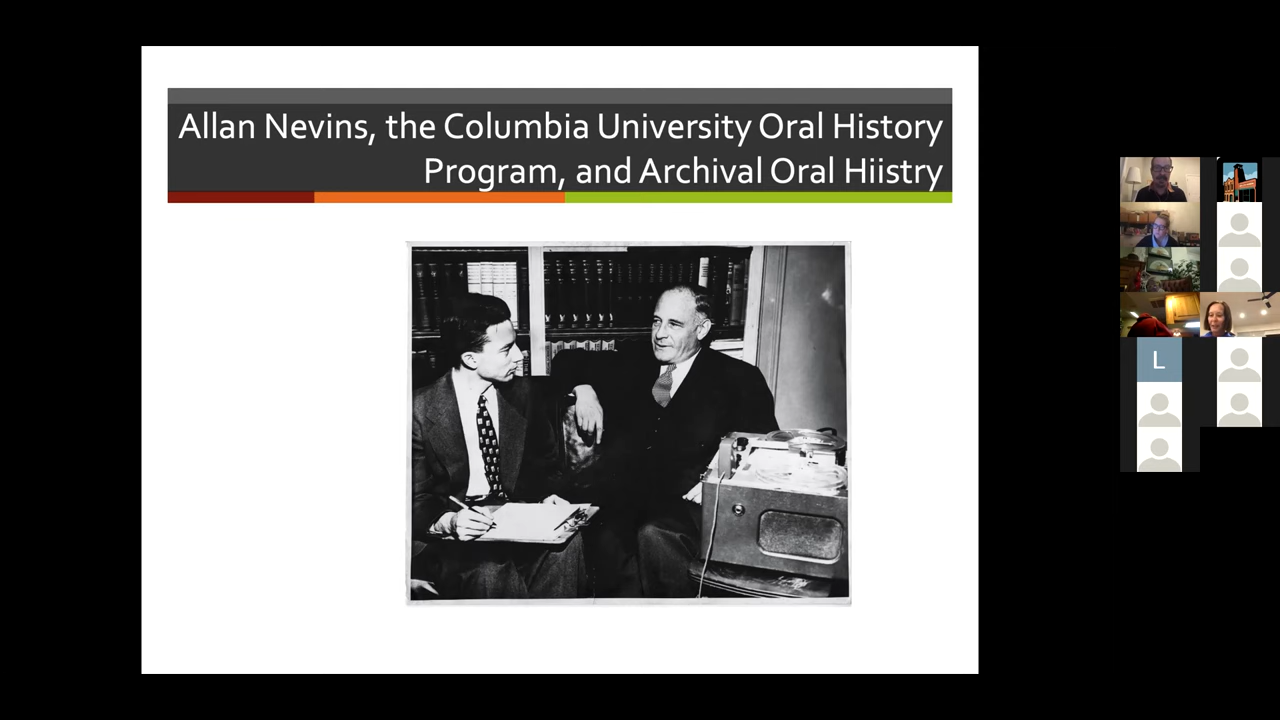 Allan Nevins, the Columbia University Oral History
Program, and Archival Oral Hiistry
L